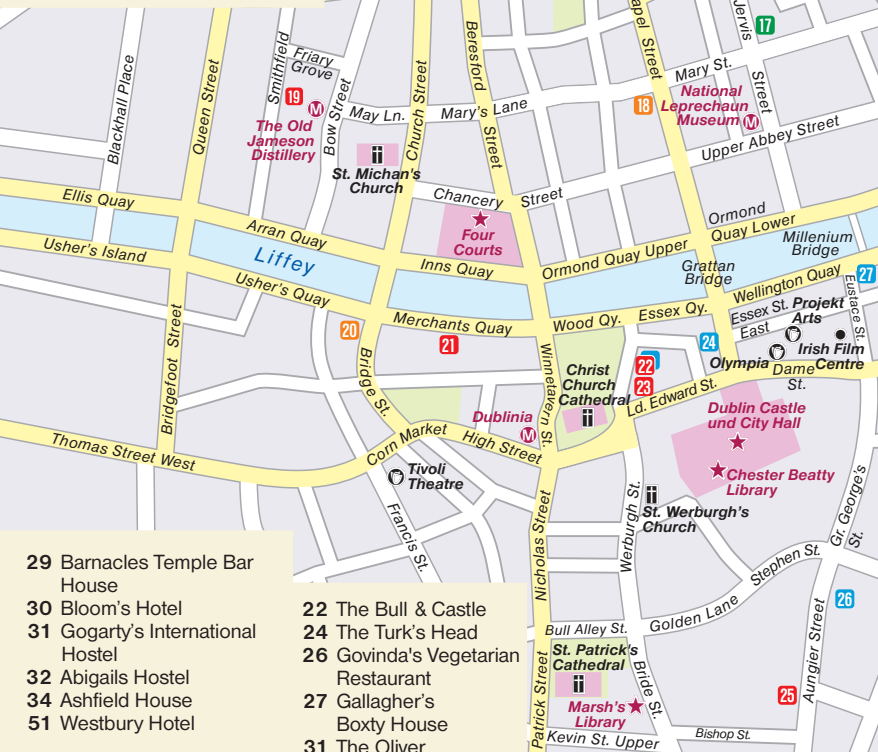 Blackhall Place
Queen Street
Smithfield
Friary
Grove
Bow Street
19
M
The Old
Jameson
Distillery
May Ln.
Church Street
Beresford
Street
Mary's Lane
apel Street
Jervis
Street
17
Mary St.
18
National
Leprechaun
Museum
M
Upper Abbey Street
St. Michan's
Church
Chancery Street
Four
Courts
Ellis Quay
Arran Quay
Inns Quay
Ormond Quay Upper
Ormond
Quay Lower
Usher's Island
Liffey
Usher's Quay
Merchants Quay
Wood Qy.
Essex Qy.
Wellington Quay
Grattan
Bridge
Millenium
Bridge
27
Eustace St.
Essex St.
East
Projekt
Arts
24
Olympia
Irish Film
Centre
Dame
St.
20
21
22
23
Bridgefoot Street
Bridge St.
Winnetavern St.
Christ
Church
Cathedral
Ld. Edward St.
Dublin Castle
und City Hall
Chester Beatty
Library
Dublinia
M
Thomas Street West
Corn Market
High Street
Tivoli
Theatre
Francis St.
Nicholas Street
Werburgh St.
St. Werburgh's
Church
Gr. George's
St.
Stephen St.
Golden Lane
26
Aungier Street
25
Bull Alley St.
St. Patrick's
Cathedral
Marsh's
Library
Bride St.
Patrick Street
Kevin St. Upper
Bishop St.
29 Barnacles Temple Bar
House
30 Bloom's Hotel
31 Gogarty's International
Hostel
32 Abigails Hostel
34 Ashfield House
51 Westbury Hotel
22 The Bull & Castle
24 The Turk's Head
26 Govinda's Vegetarian
Restaurant
27 Gallagher's
Boxty House
31 The Oliver